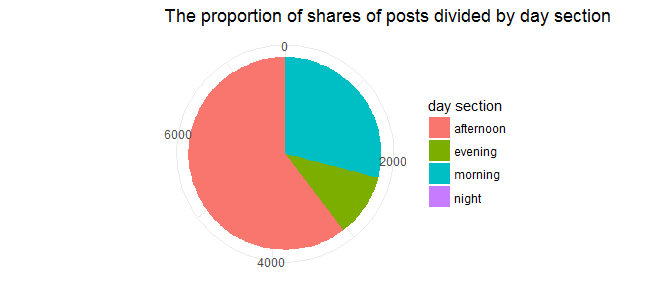 The proportion of shares of posts divided by day section
0
6000
2000
4000
day section
afternoon
evening
morning
night